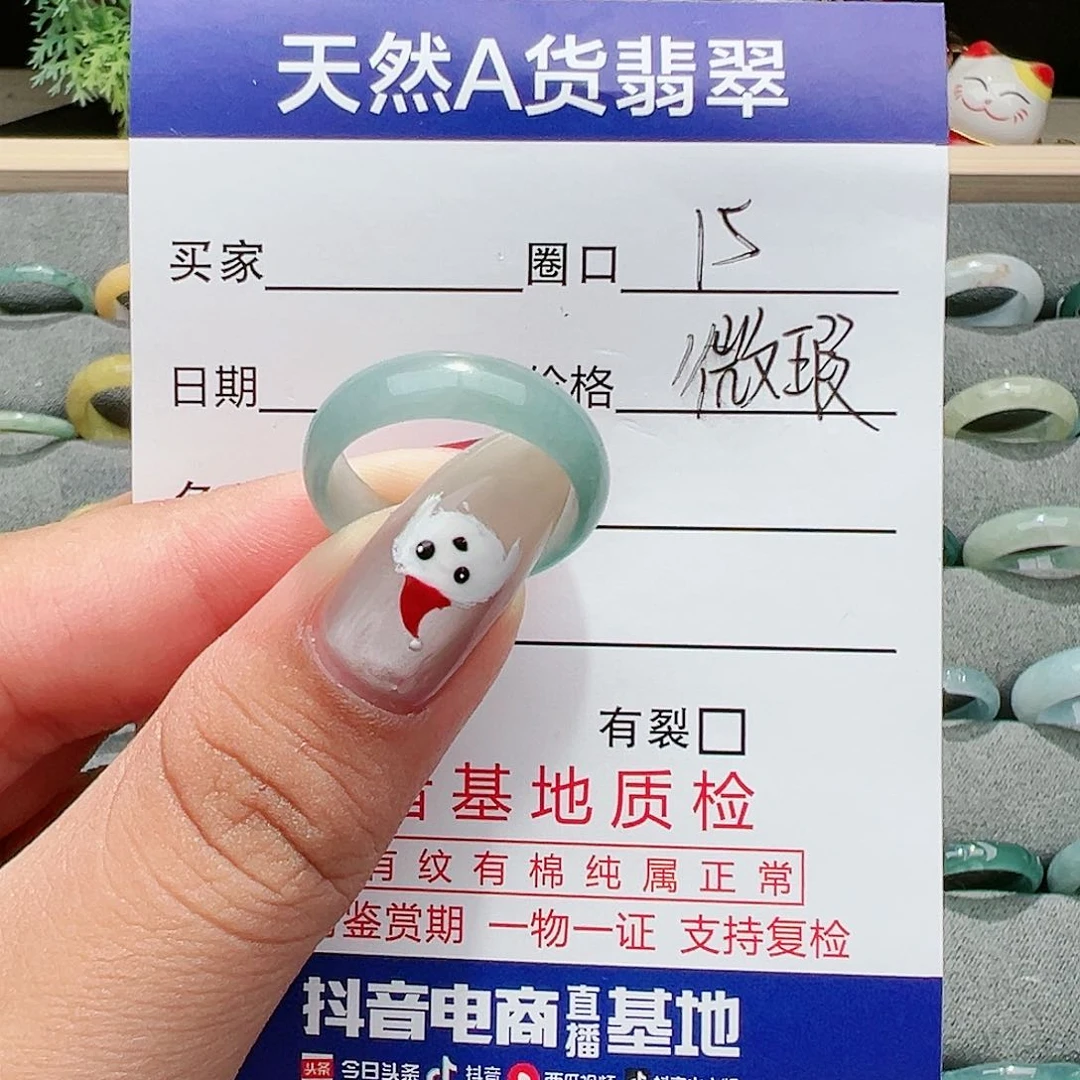 天然A货翡翠
买家 圈口 15
日期 价格 微瑕
有裂
基地质检
有纹有棉纯属正常
鉴赏期 一物一证 支持复检
抖音电商直播基地
头条 今日头条 抖音